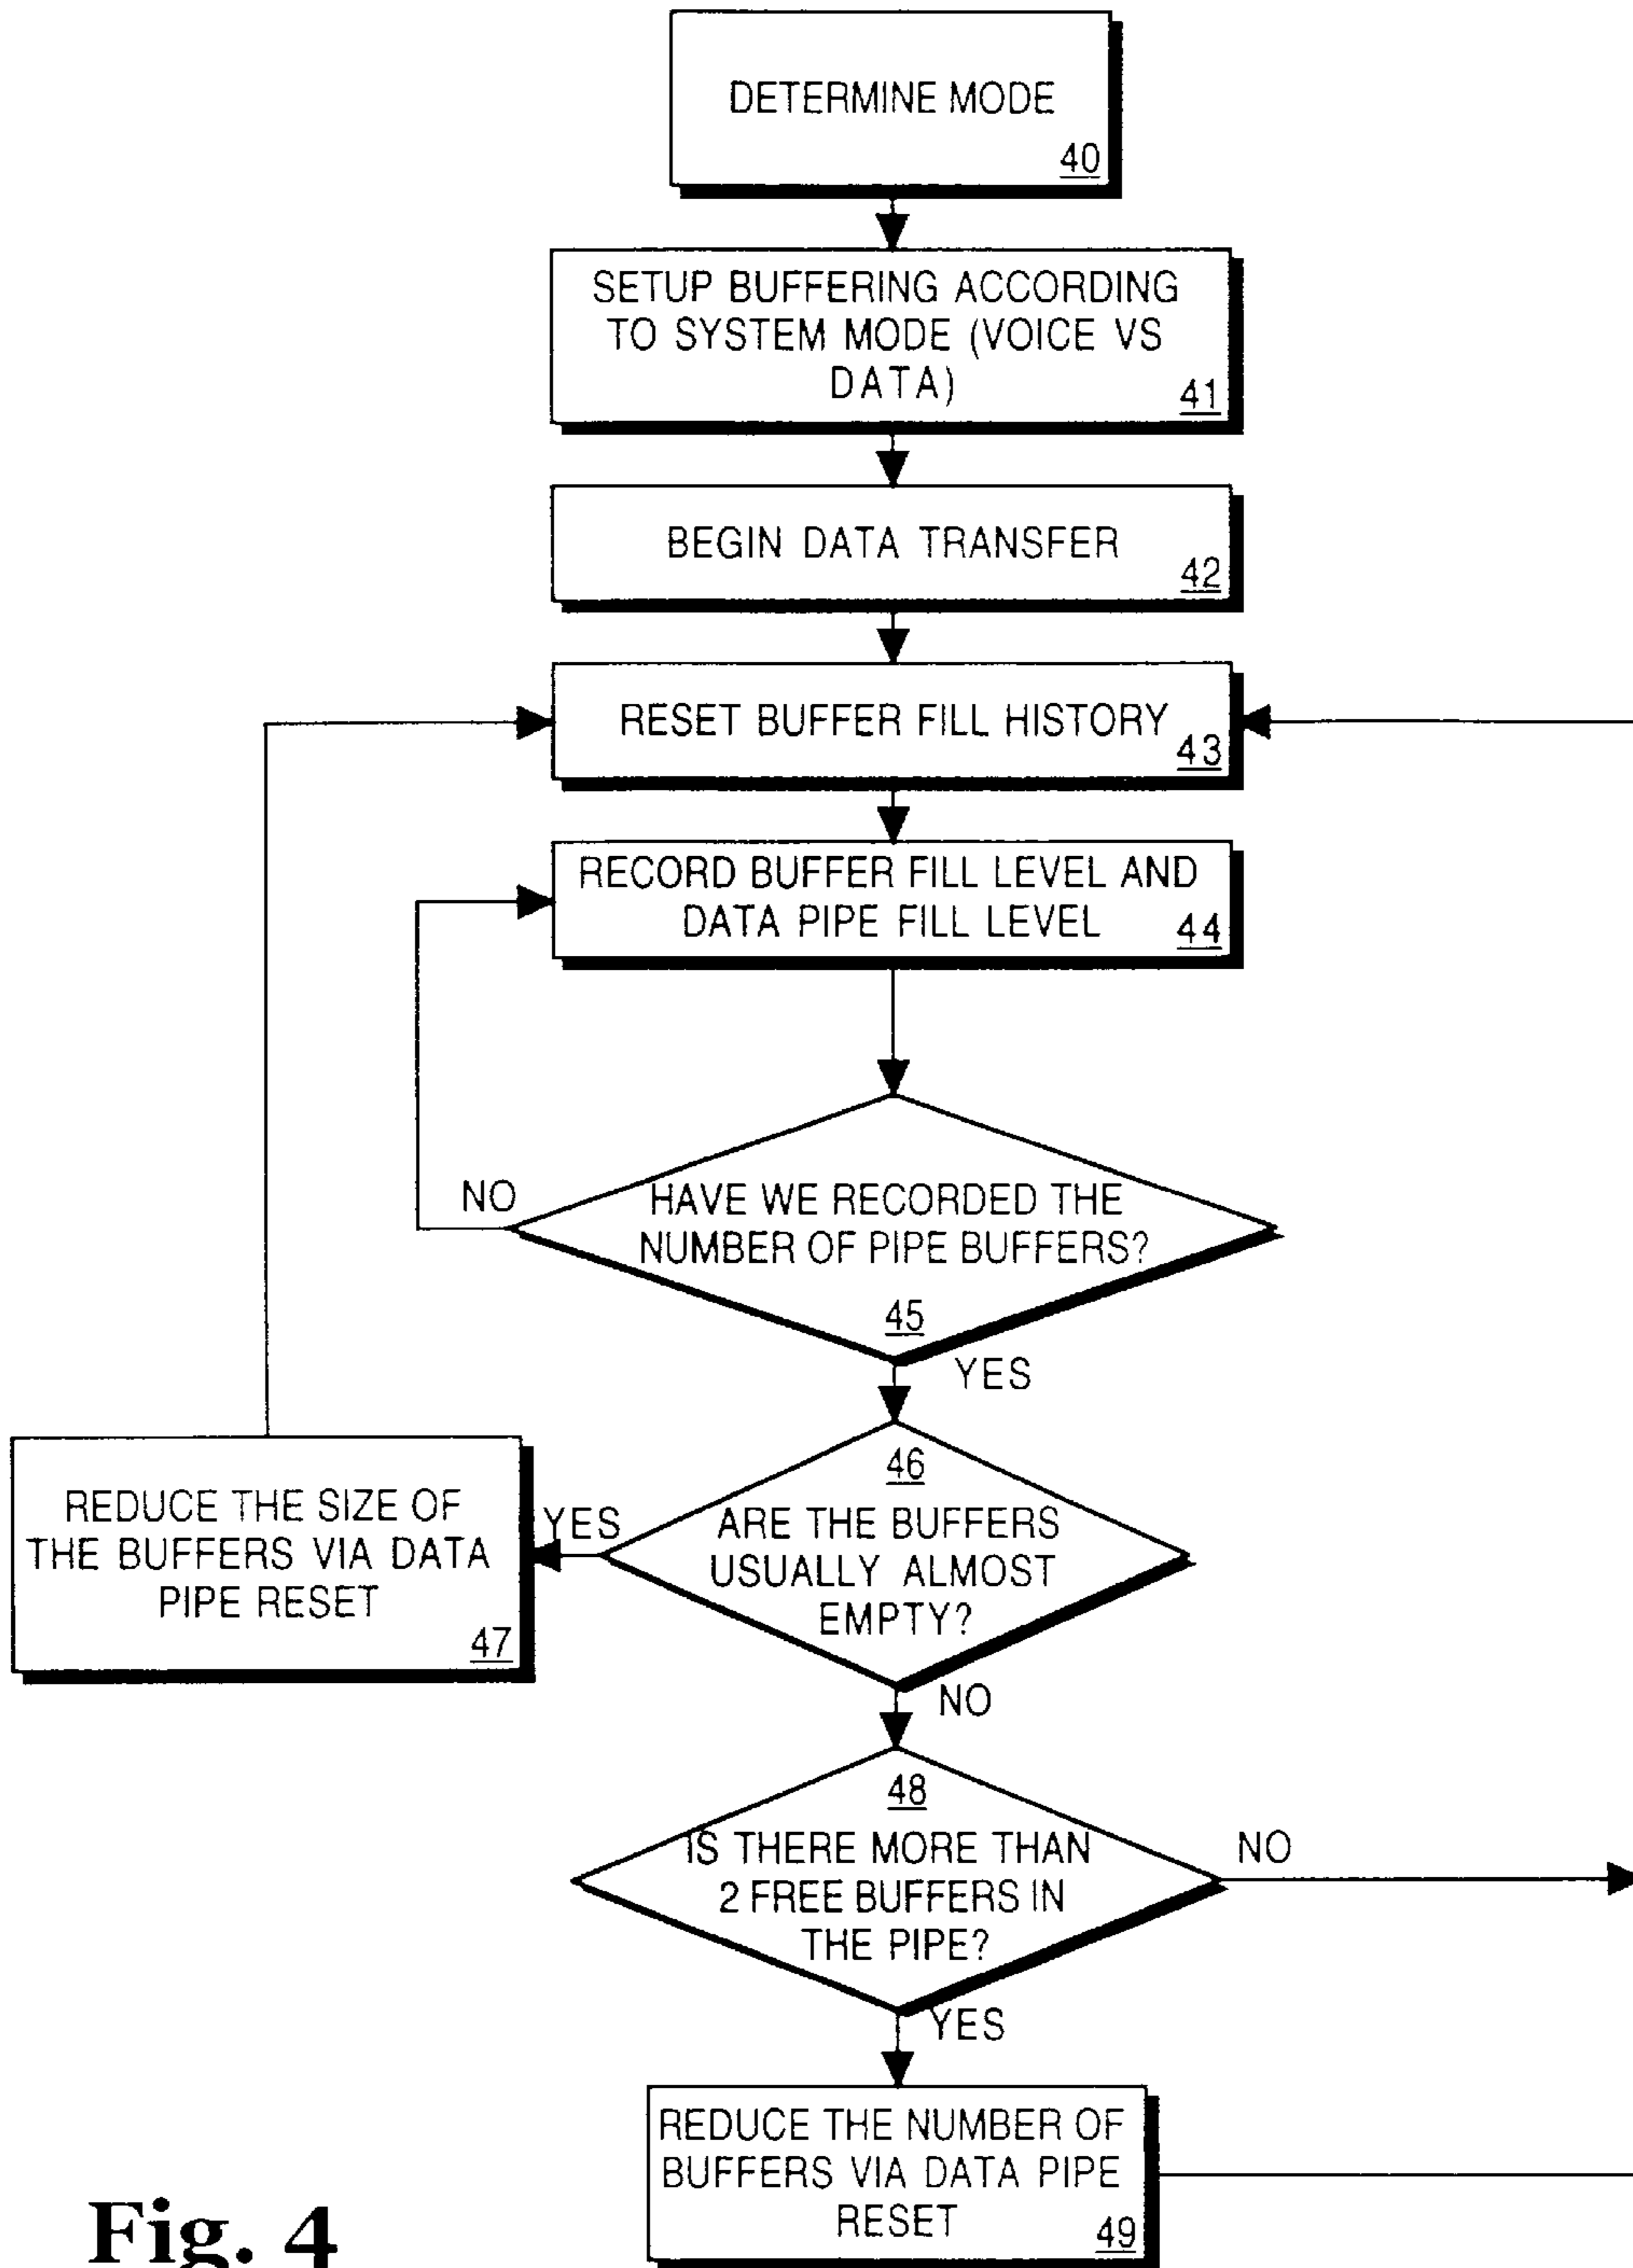 DETERMINE MODE
40
SETUP BUFFERING ACCORDING
TO SYSTEM MODE (VOICE VS
DATA)
41
BEGIN DATA TRANSFER
42
RESET BUFFER FILL HISTORY
43
RECORD BUFFER FILL LEVEL AND
DATA PIPE FILL LEVEL
44
NO
HAVE WE RECORDED THE
NUMBER OF PIPE BUFFERS?
45
YES
46
ARE THE BUFFERS
USUALLY ALMOST
EMPTY?
YES
REDUCE THE SIZE OF
THE BUFFERS VIA DATA
PIPE RESET
47
NO
48
IS THERE MORE THAN
2 FREE BUFFERS IN
THE PIPE?
NO
YES
REDUCE THE NUMBER OF
BUFFERS VIA DATA PIPE
RESET
49
Fig. 4